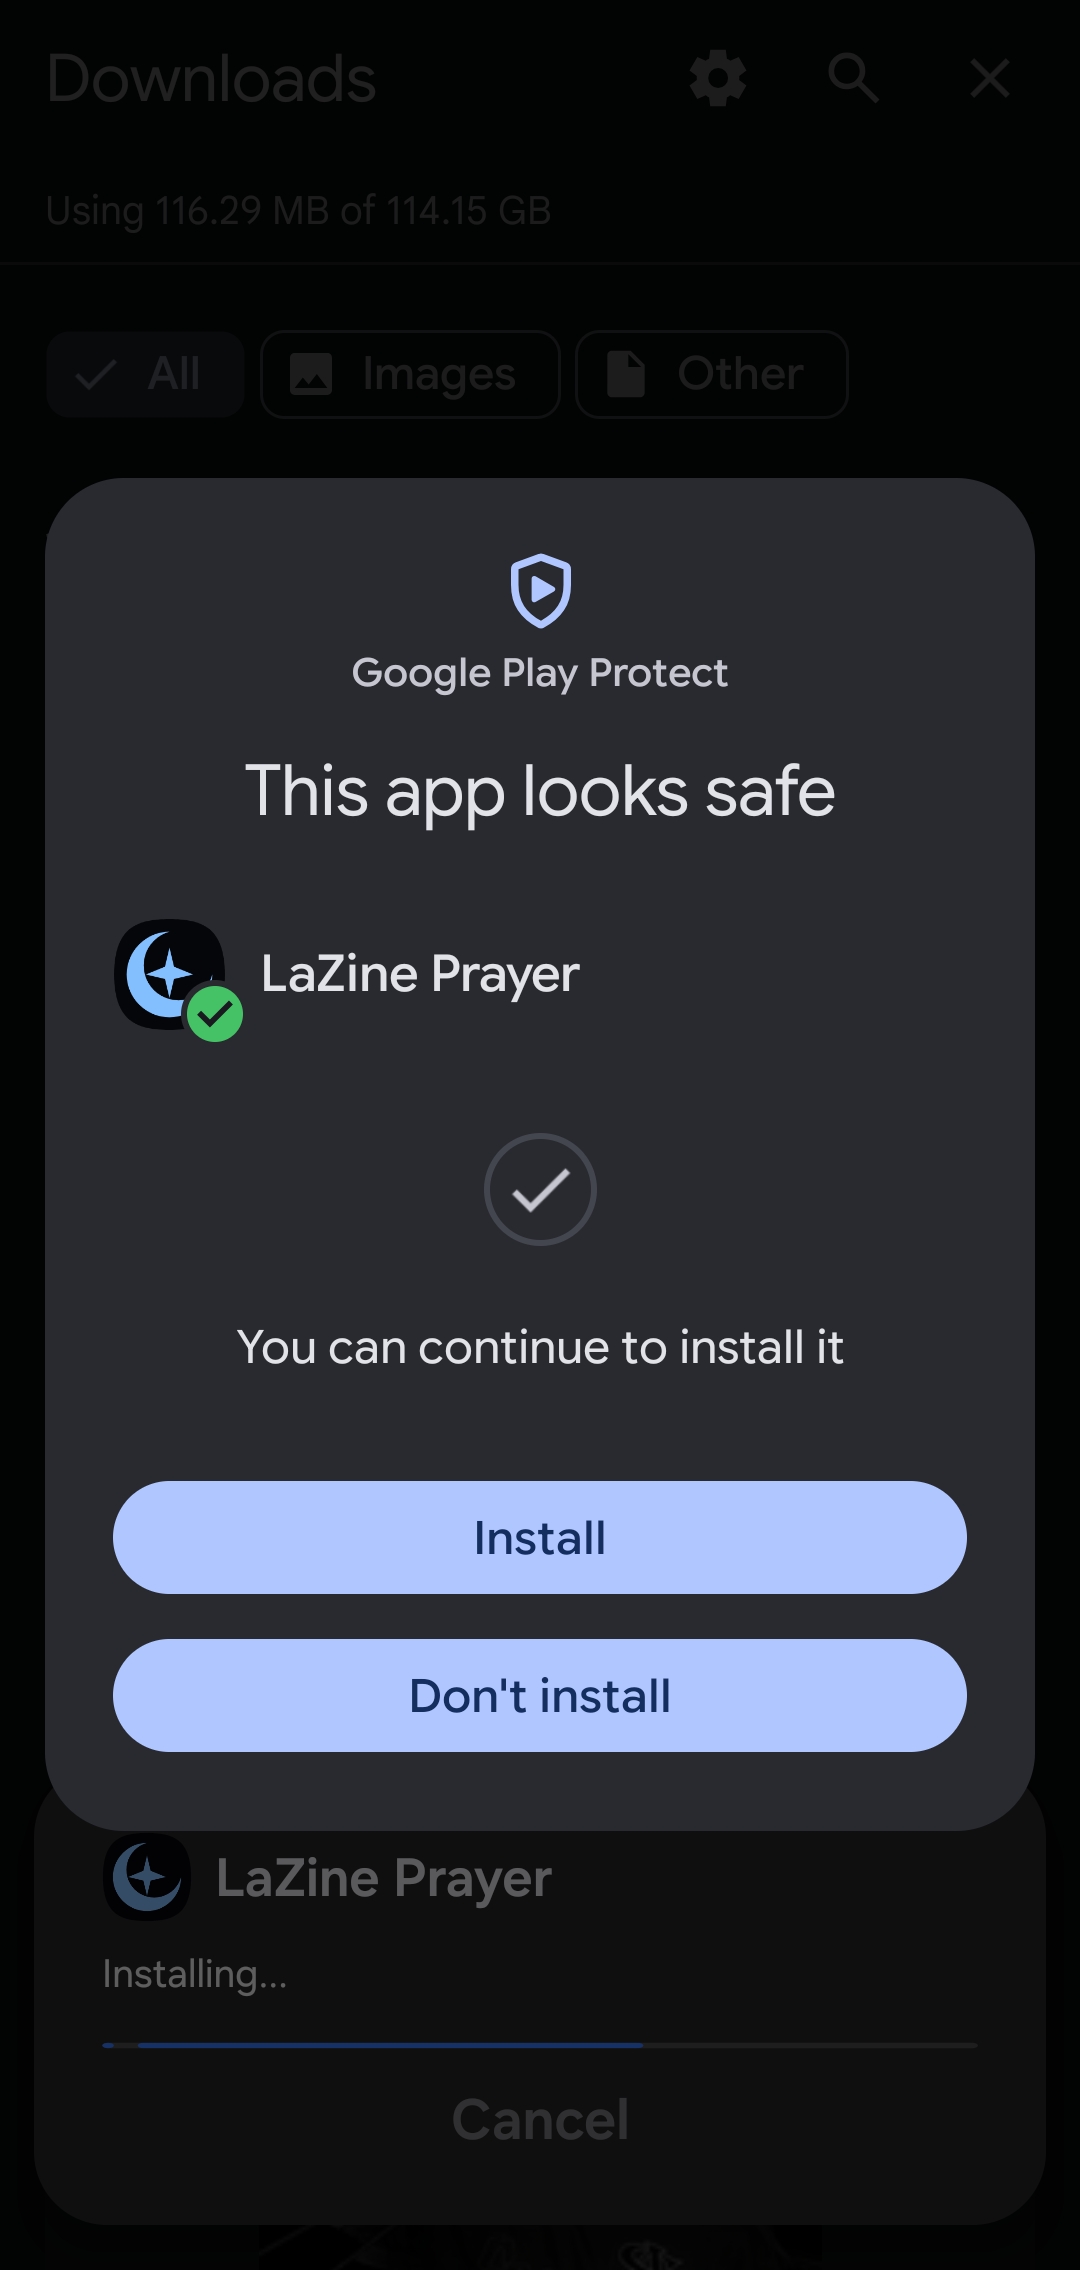 Downloads
Using 116.29 MB of 114.15 GB
All
Images
Other
Google Play Protect
This app looks safe
LaZine Prayer
You can continue to install it
Install
Don't install
LaZine Prayer
Installing...
Cancel